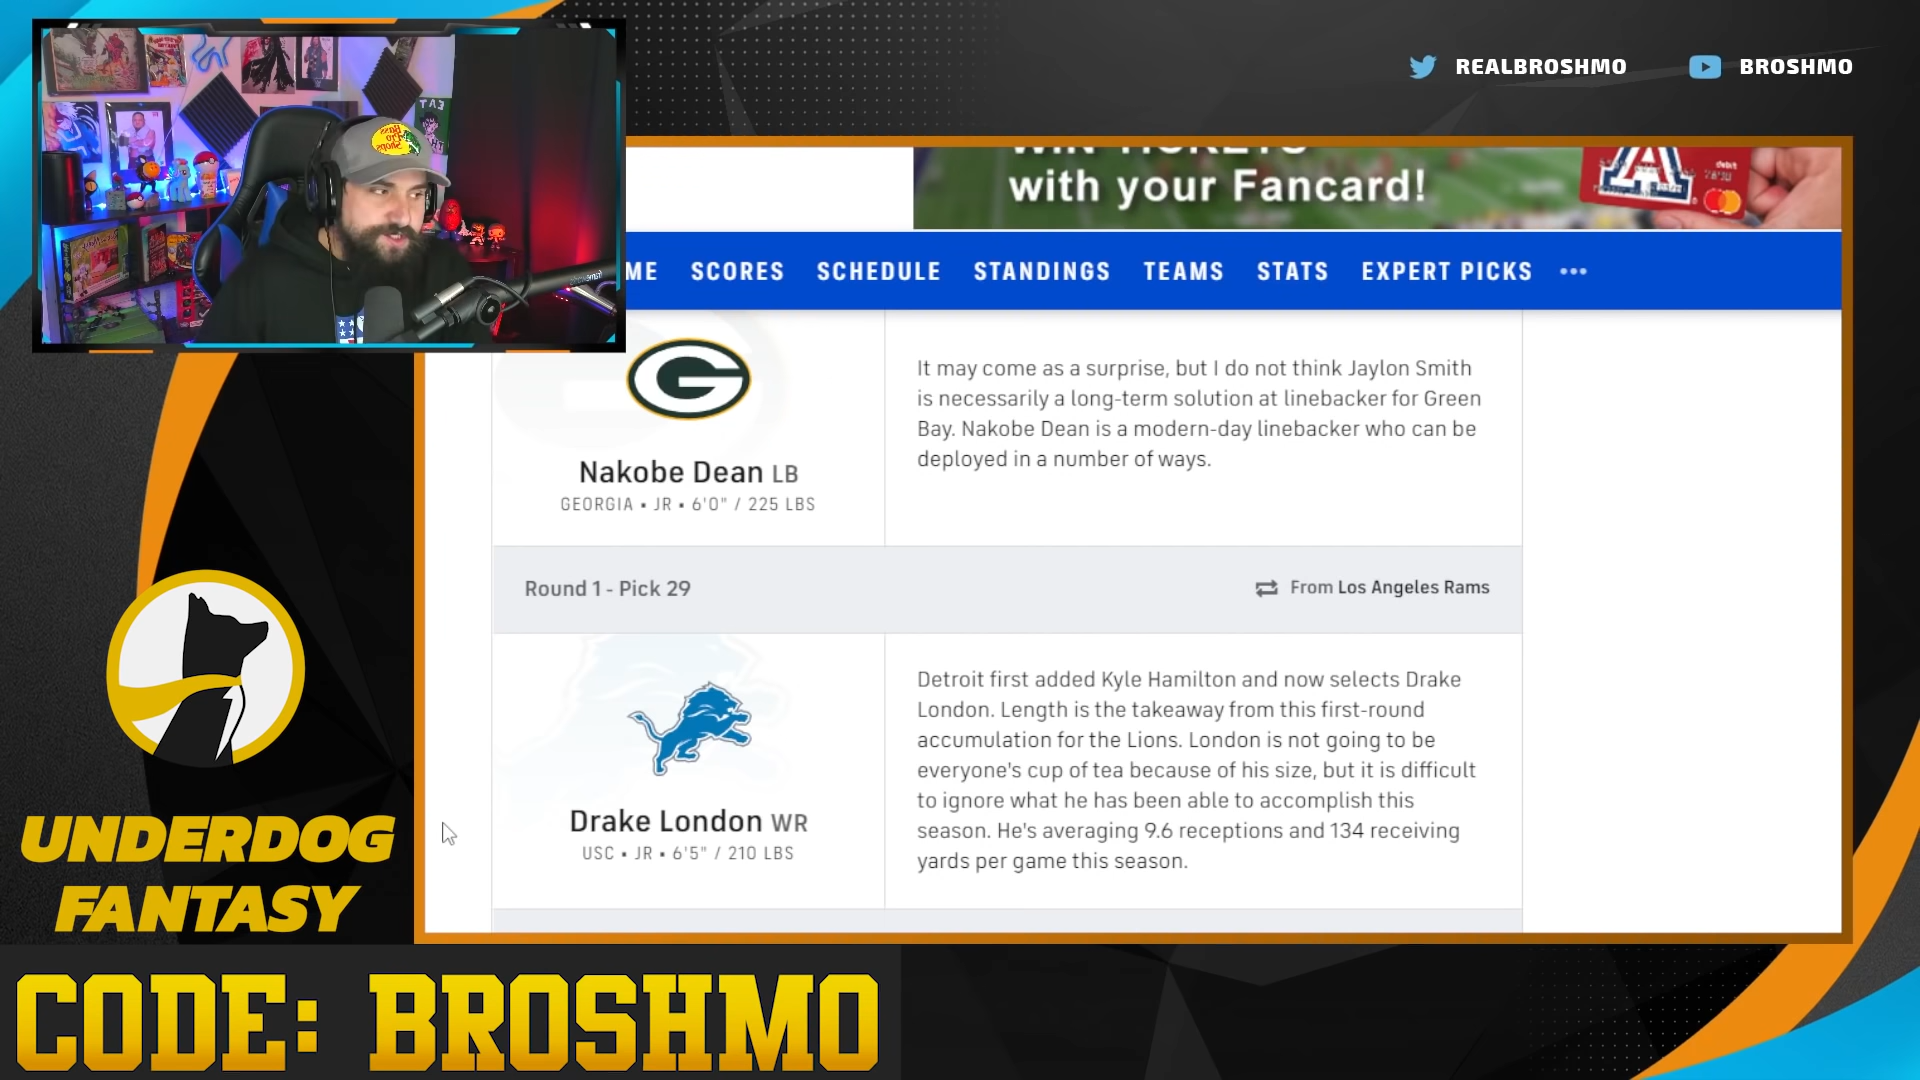 REALBROSHMO
BROSHMO
with your Fancard!
debit
ME SCORES SCHEDULE STANDINGS TEAMS STATS EXPERT PICKS •••
Nakobe Dean LB
GEORGIA • JR • 6'0" / 225 LBS
It may come as a surprise, but I do not think Jaylon Smith
is necessarily a long-term solution at linebacker for Green
Bay. Nakobe Dean is a modern-day linebacker who can be
deployed in a number of ways.
Round 1 - Pick 29
From Los Angeles Rams
Drake London WR
USC • JR • 6'5" / 210 LBS
Detroit first added Kyle Hamilton and now selects Drake
London. Length is the takeaway from this first-round
accumulation for the Lions. London is not going to be
everyone's cup of tea because of his size, but it is difficult
to ignore what he has been able to accomplish this
season. He's averaging 9.6 receptions and 134 receiving
yards per game this season.
Bass
Pro
Shops
EAT
UNDERDOG
FANTASY
CODE: BROSHMO